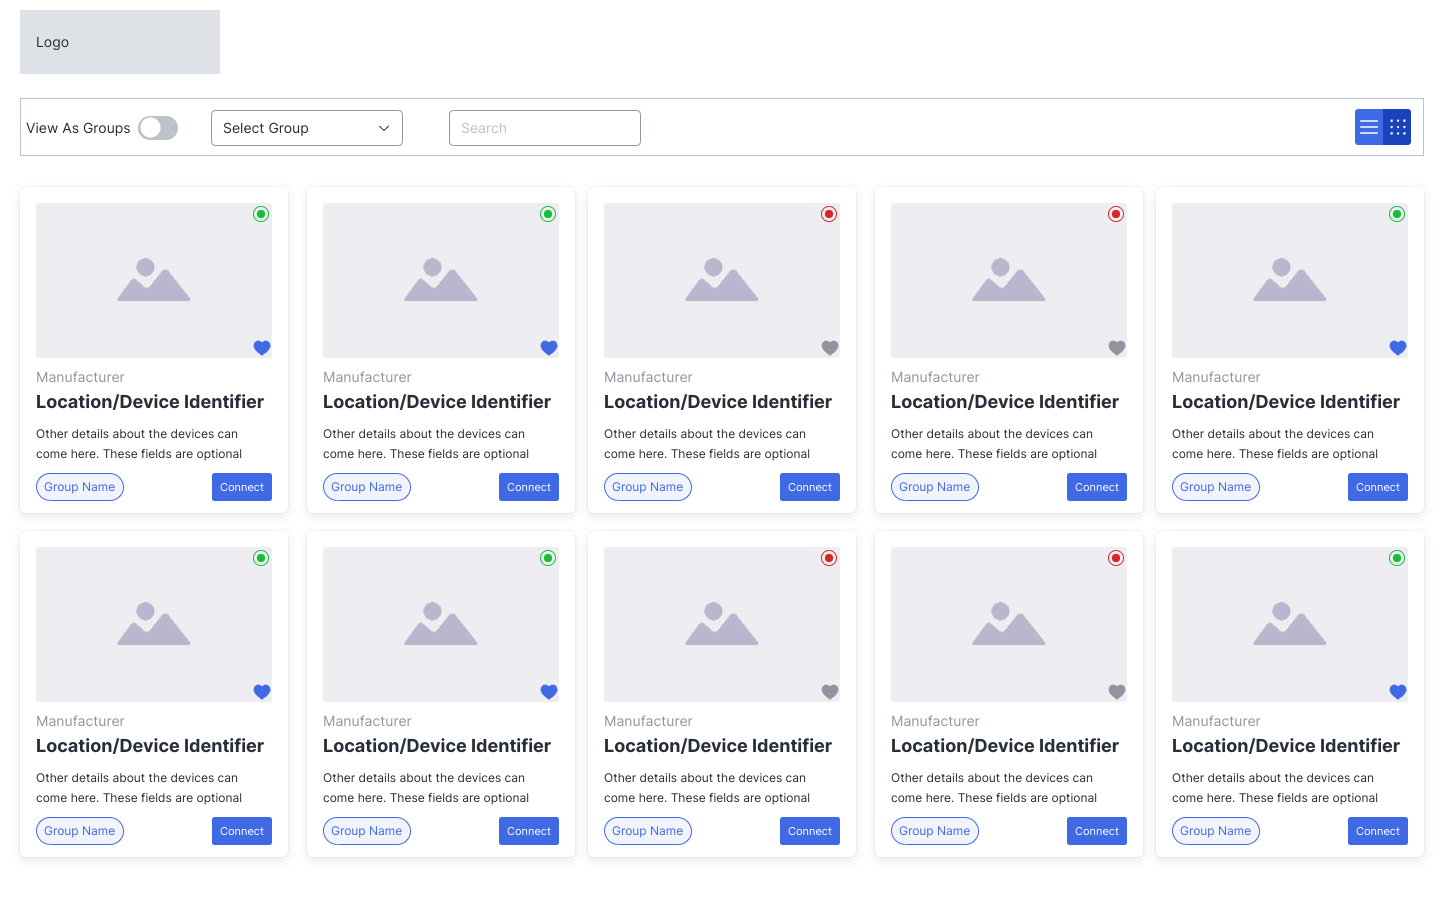 Logo
View As Groups Select Group Search
Manufacturer Manufacturer Manufacturer Manufacturer Manufacturer
Location/Device Identifier Location/Device Identifier Location/Device Identifier Location/Device Identifier Location/Device Identifier
Other details about the devices can Other details about the devices can Other details about the devices can Other details about the devices can Other details about the devices can
come here. These fields are optional come here. These fields are optional come here. These fields are optional come here. These fields are optional come here. These fields are optional
Group Name Connect Group Name Connect Group Name Connect Group Name Connect Group Name Connect
Manufacturer Manufacturer Manufacturer Manufacturer Manufacturer
Location/Device Identifier Location/Device Identifier Location/Device Identifier Location/Device Identifier Location/Device Identifier
Other details about the devices can Other details about the devices can Other details about the devices can Other details about the devices can Other details about the devices can
come here. These fields are optional come here. These fields are optional come here. These fields are optional come here. These fields are optional come here. These fields are optional
Group Name Connect Group Name Connect Group Name Connect Group Name Connect Group Name Connect